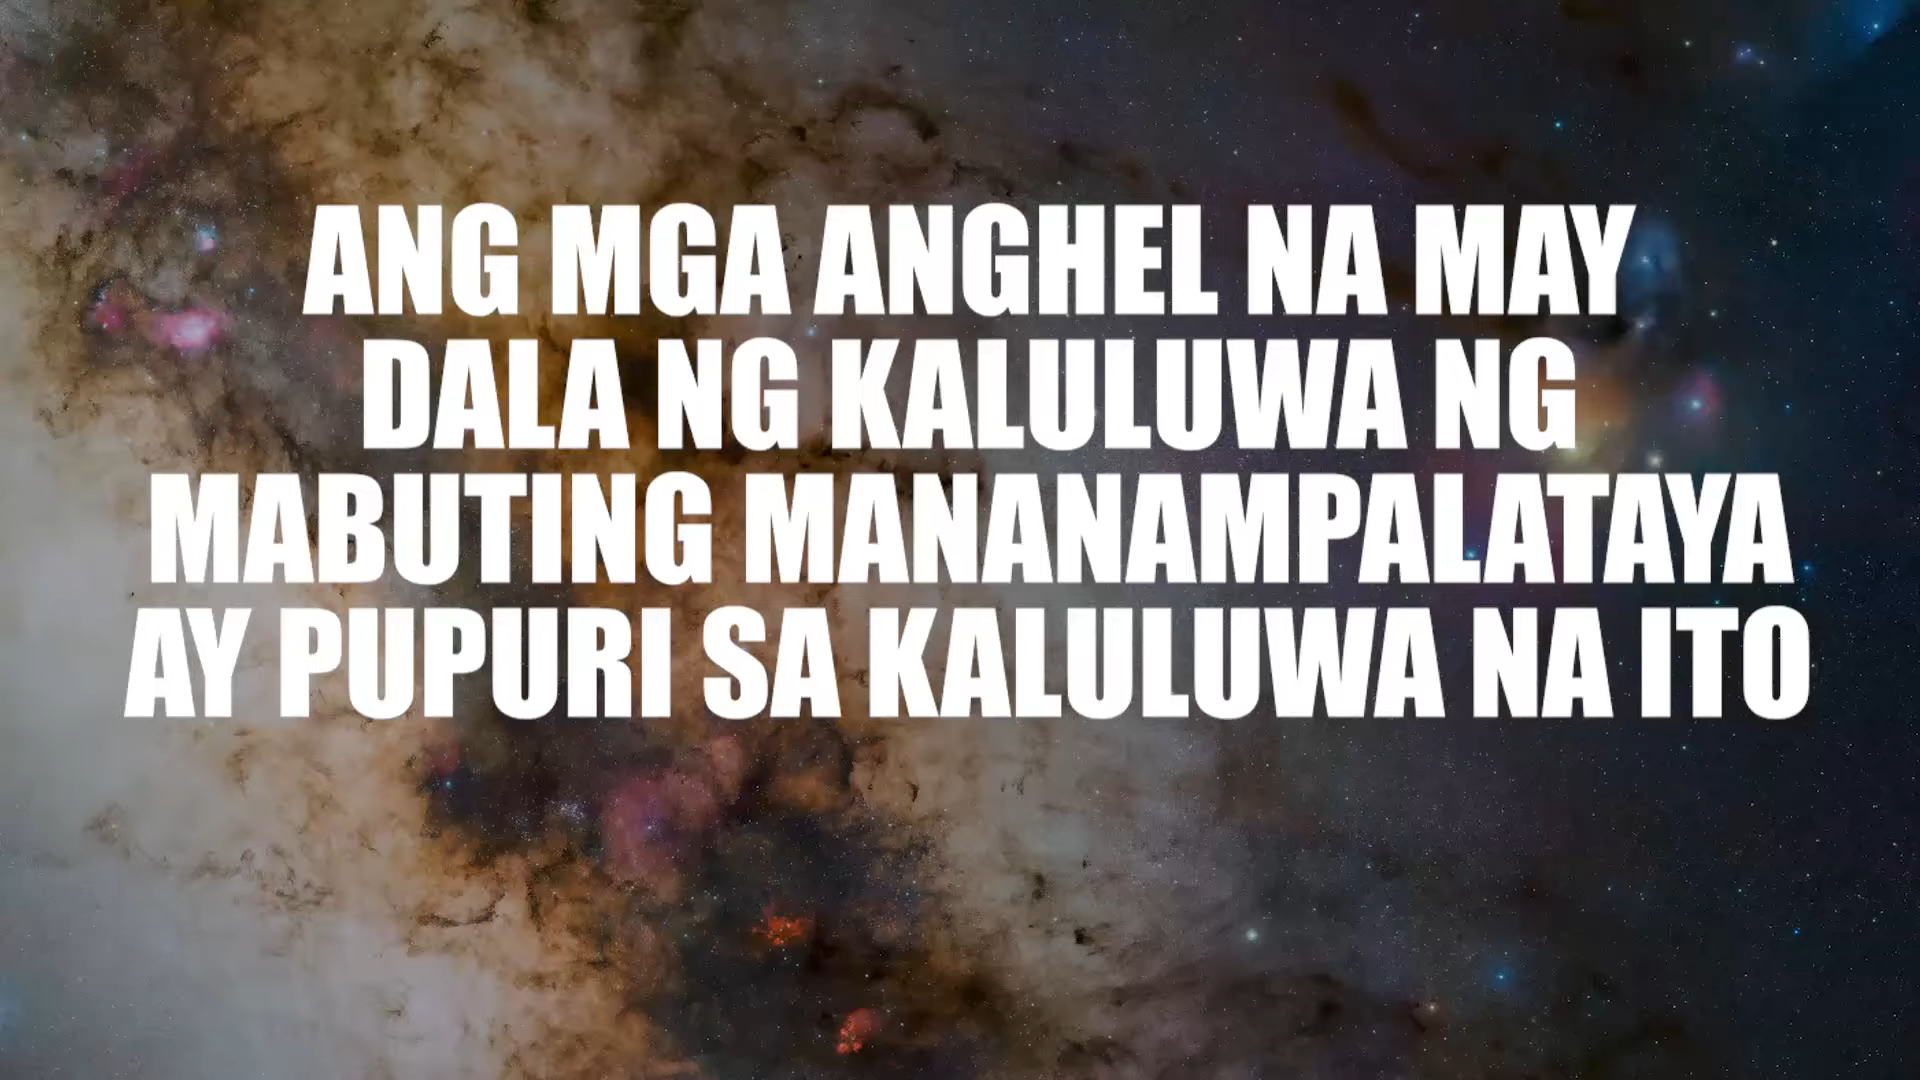 ANG MGA ANGHEL NA MAY
DALA NG KALULUWA NG
MABUTING MANANAMPALATAYA
AY PUPURI SA KALULUWA NA ITO